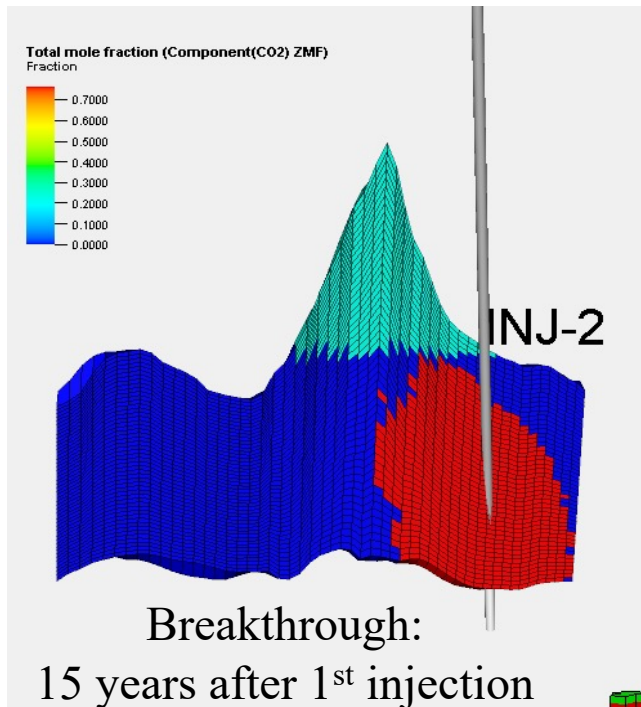 Total mole fraction (Component(CO2) ZMF)
Fraction
0.7000
0.6000
0.5000
0.4000
0.3000
0.2000
0.1000
0.0000
INJ-2
Breakthrough:
15 years after 1st injection